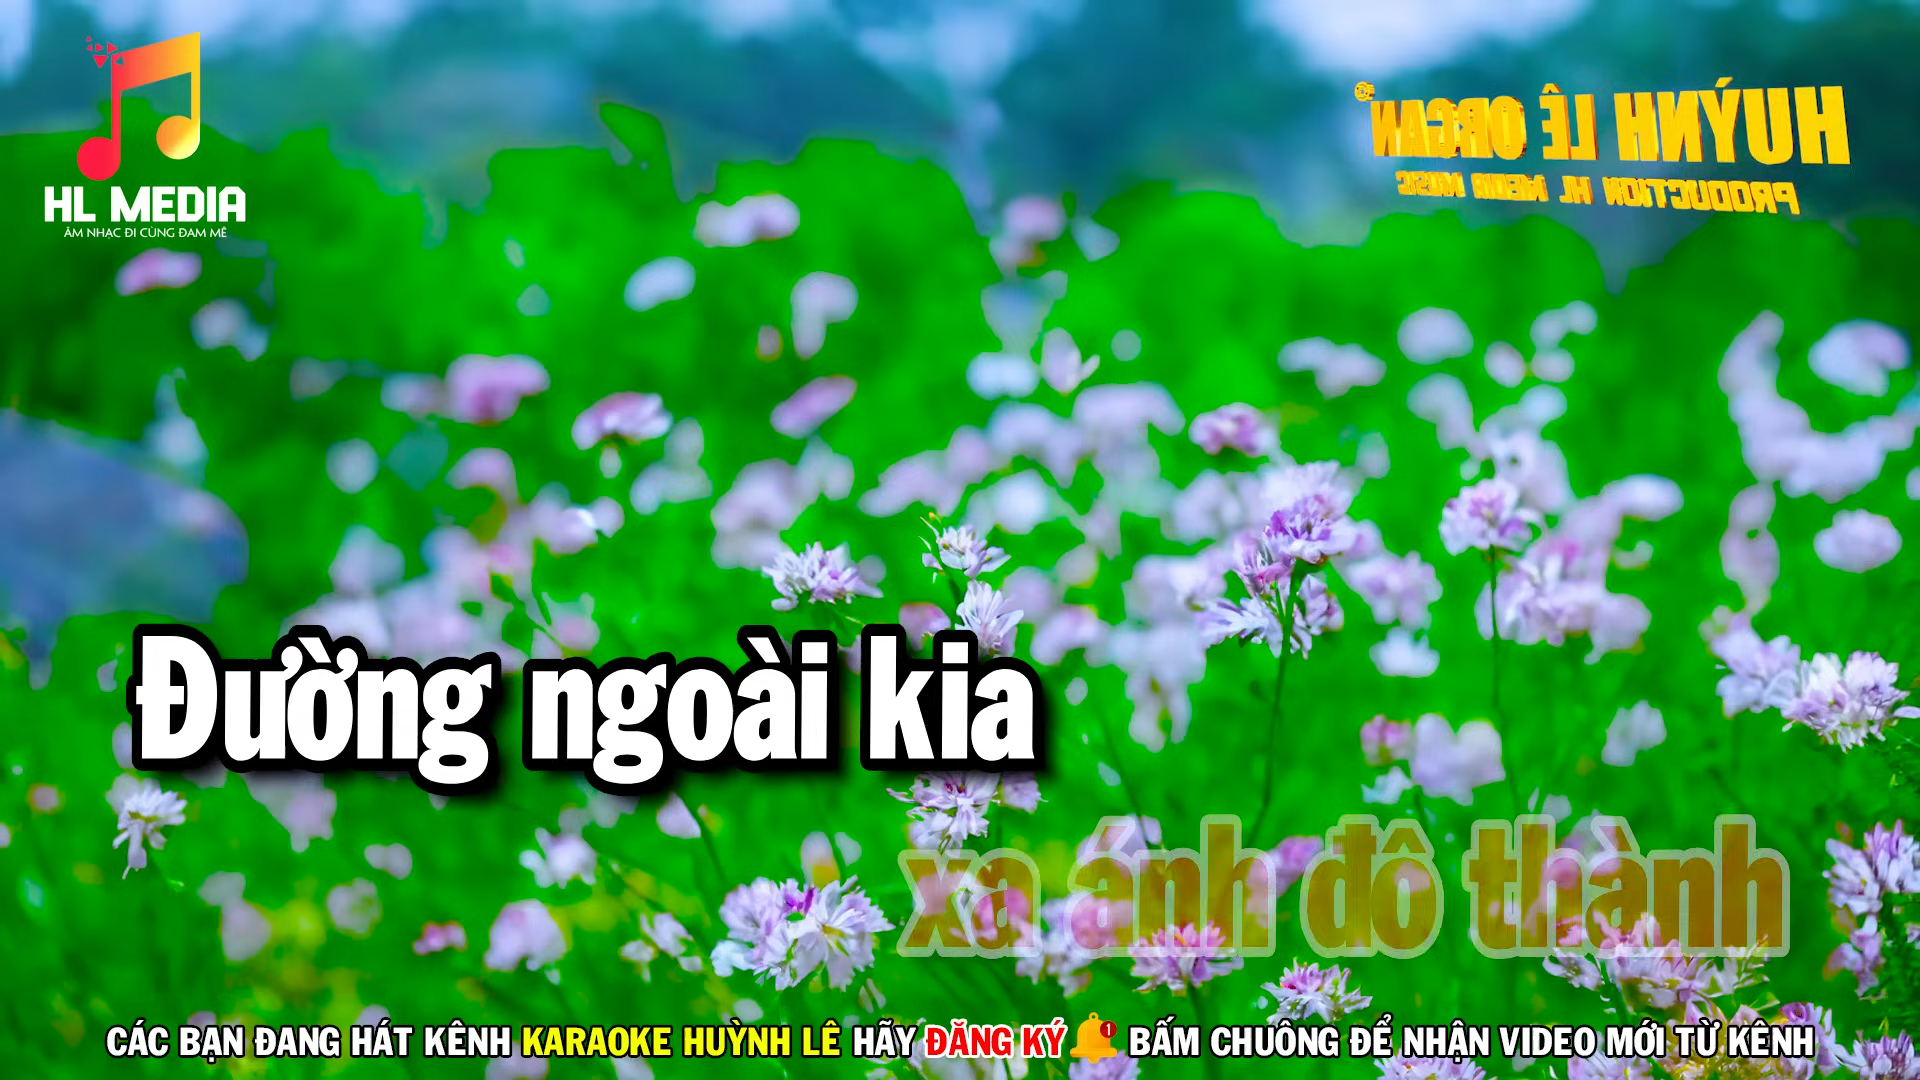 HL MEDIA
ÂM NHẠC ĐI CÙNG ĐAM MÊ
HUỲNH LÊ ORGAN
PRODUCTION HL MEDIA MUSIC
Đường ngoài kia
xa ánh đô thành
CÁC BẠN ĐANG HÁT KÊNH KARAOKE HUỲNH LÊ HÃY ĐĂNG KÝ 1 BẤM CHUÔNG ĐỂ NHẬN VIDEO MỚI TỪ KÊNH